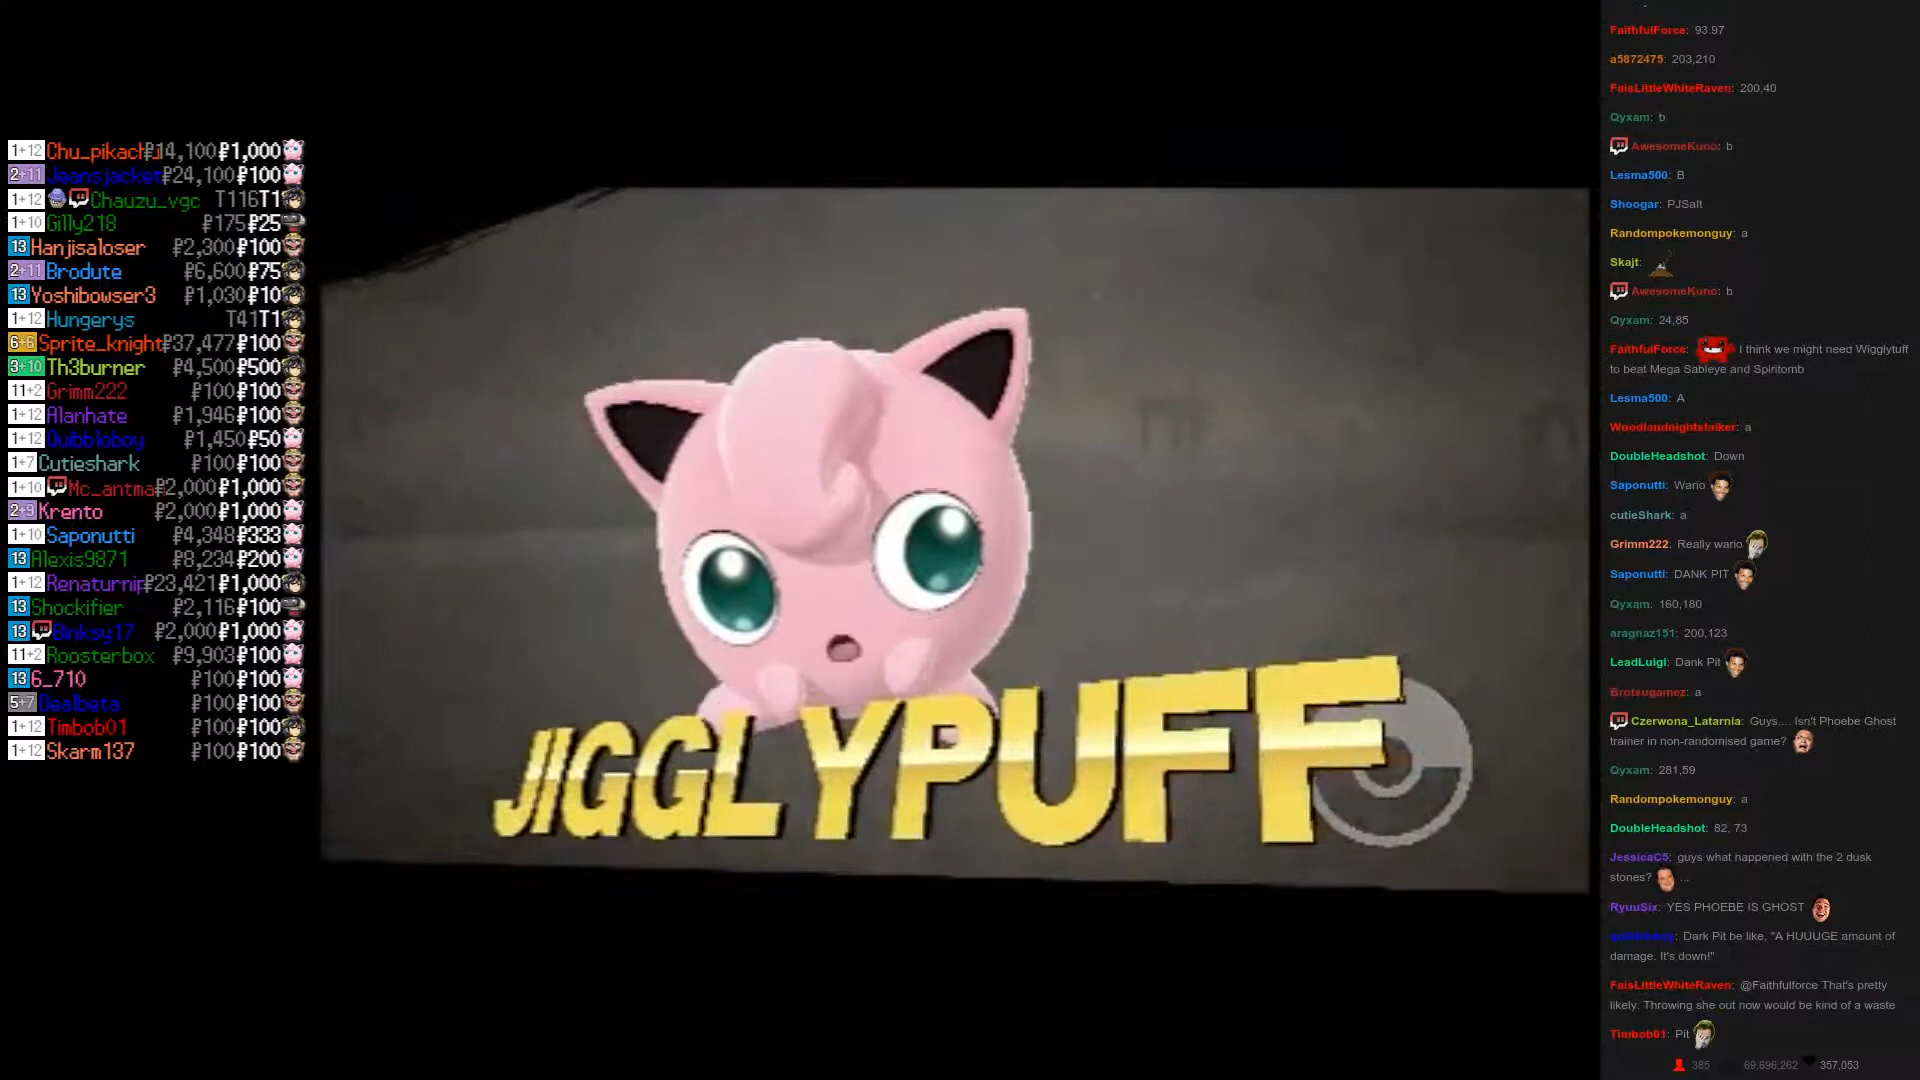 1+12 Chu_pikachu ₽14,100 ₽1,000
2+11 Jeansjacket ₽24,100 ₽100
1+12 Chauzu_vgc T116 T1
1+10 Gilly218 ₽175 ₽25
13 Hanjisaloser ₽2,300 ₽100
2+11 Brodute ₽6,600 ₽75
13 Yoshibowser3 ₽1,030 ₽10
1+12 Hungerys T41 T1
6+6 Sprite_knight ₽37,477 ₽100
3+10 Th3burner ₽4,500 ₽500
11+2 Grimm222 ₽100 ₽100
1+12 Alanhate ₽1,946 ₽100
1+12 Quibbloboy ₽1,450 ₽50
1+7 Cutieshark ₽100 ₽100
1+10 Mc_antma ₽2,000 ₽1,000
2+9 Krento ₽2,000 ₽1,000
1+10 Saponutti ₽4,348 ₽333
13 Alexis9871 ₽8,234 ₽200
1+12 Renaturnip ₽23,421 ₽1,000
13 Shockifier ₽2,116 ₽100
13 Binksy17 ₽2,000 ₽1,000
11+2 Roosterbox ₽9,903 ₽100
13 6_710 ₽100 ₽100
5+7 Dealbeta ₽100 ₽100
1+12 Timbob01 ₽100 ₽100
1+12 Skarm137 ₽100 ₽100
JIGGLYPUFF
FaithfulForce: 93.97
a5872475: 203,210
FaisLittleWhiteRaven: 200,40
Qyxam: b
AwesomeKuno: b
Lesma500: B
Shoogar: PJSalt
Randompokemonguy: a
Skajt:
AwesomeKuno: b
Qyxam: 24,85
FaithfulForce: I think we might need Wigglytuff
to beat Mega Sableye and Spiritomb
Lesma500: A
Woodlandnightstalker: a
DoubleHeadshot: Down
Saponutti: Wario
cutieShark: a
Grimm222: Really wario
Saponutti: DANK PIT
Qyxam: 160,180
aragnaz151: 200,123
LeadLuigi: Dank Pit
Brotsugamez: a
Czerwona_Latarnia: Guys.... Isn't Phoebe Ghost
trainer in non-randomised game?
Qyxam: 281,59
Randompokemonguy: a
DoubleHeadshot: 82, 73
JessicaC5: guys what happened with the 2 dusk
stones? ...
RyuuSix: YES PHOEBE IS GHOST
quibbloboy: Dark Pit be like, "A HUUUGE amount of
damage. It's down!"
FaisLittleWhiteRaven: @Faithfulforce That's pretty
likely. Throwing she out now would be kind of a waste
Timbob01: Pit
385 69,696,262 357,053